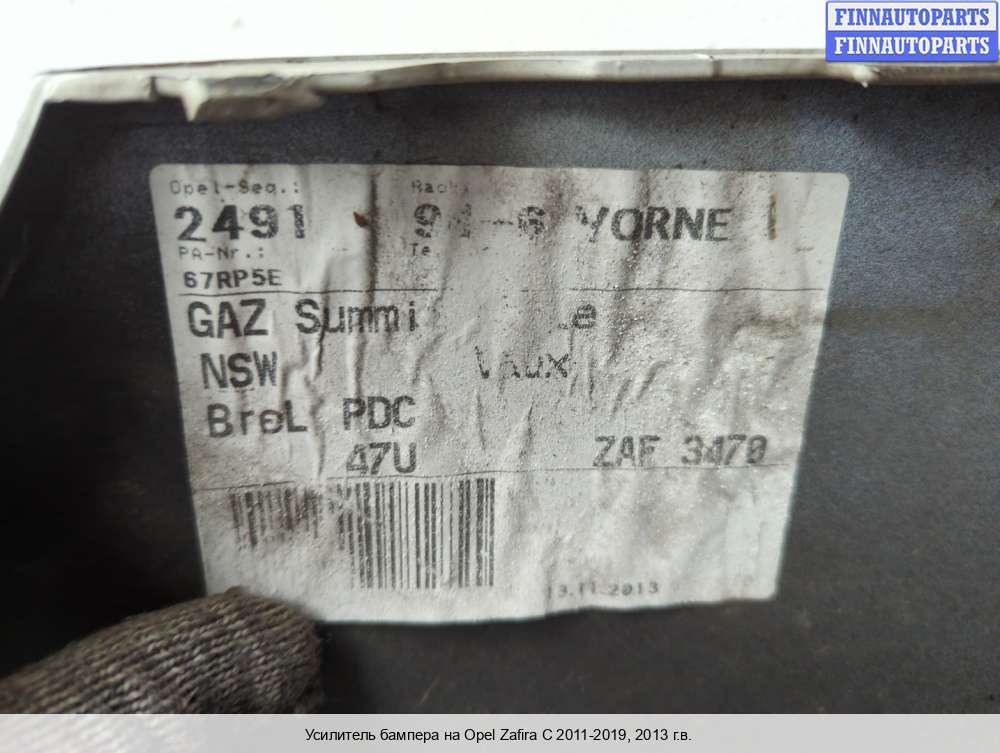 FINNAUTOPARTS
FINNAUTOPARTS
Opel-Seq.:
2491 VORNE
PA-Nr.:
67RP5E
GAZ
NSW
BreL PDC
47U ZAF 3470
13.11.2013
Усилитель бампера на Opel Zafira C 2011-2019, 2013 г.в.